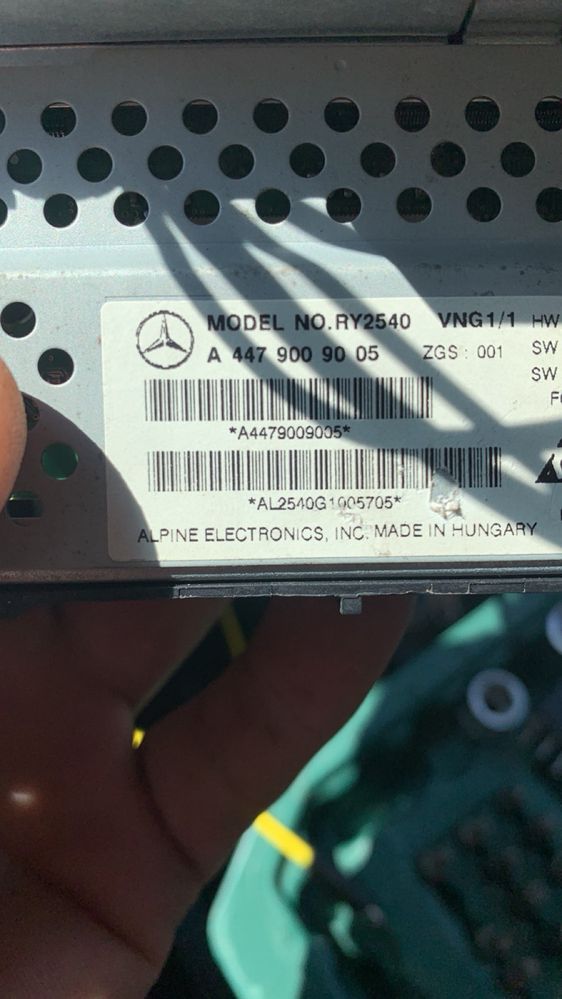 MODEL NO.RY2540 VNG1/1 HW
A 447 900 90 05 ZGS : 001 SW
SW
*A4479009005*
*AL2540G1005705*
ALPINE ELECTRONICS, INC. MADE IN HUNGARY